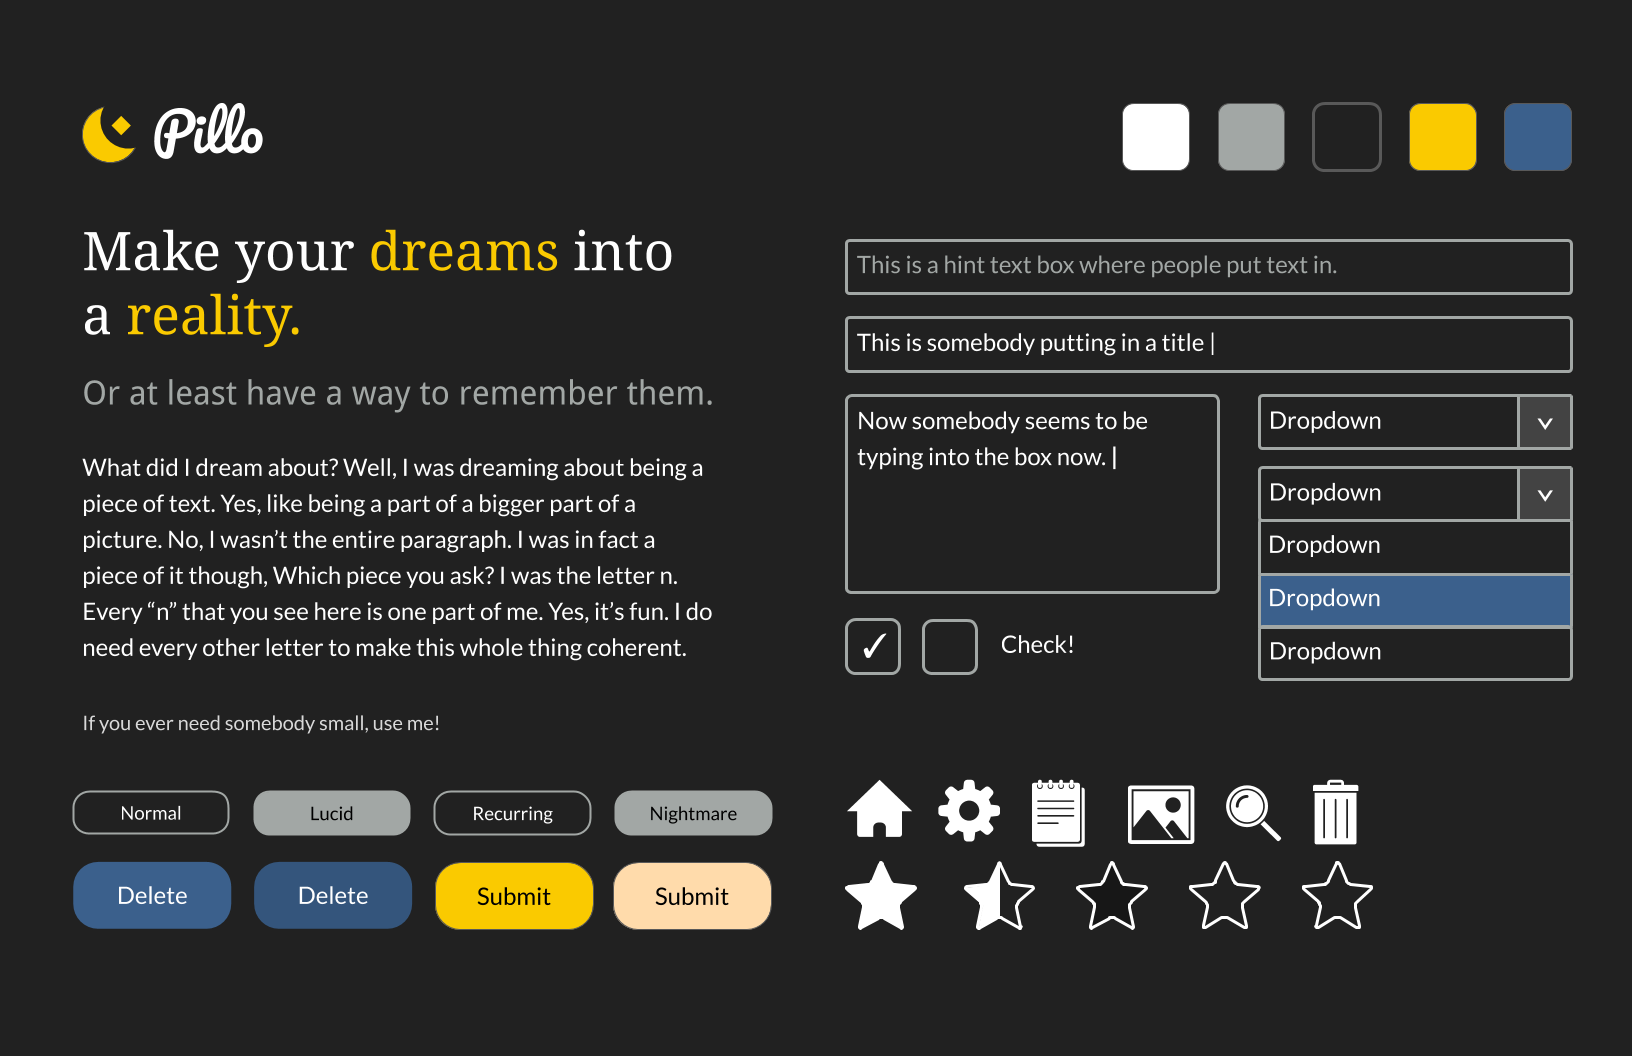 Pillo
Make your dreams into
a reality.
Or at least have a way to remember them.
What did I dream about? Well, I was dreaming about being a
piece of text. Yes, like being a part of a bigger part of a
picture. No, I wasn’t the entire paragraph. I was in fact a
piece of it though, Which piece you ask? I was the letter n.
Every “n” that you see here is one part of me. Yes, it’s fun. I do
need every other letter to make this whole thing coherent.
If you ever need somebody small, use me!
Normal
Lucid
Recurring
Nightmare
Delete
Delete
Submit
Submit
This is a hint text box where people put text in.
This is somebody putting in a title |
Now somebody seems to be
typing into the box now. |
Dropdown
Dropdown
Dropdown
Dropdown
Dropdown
Check!